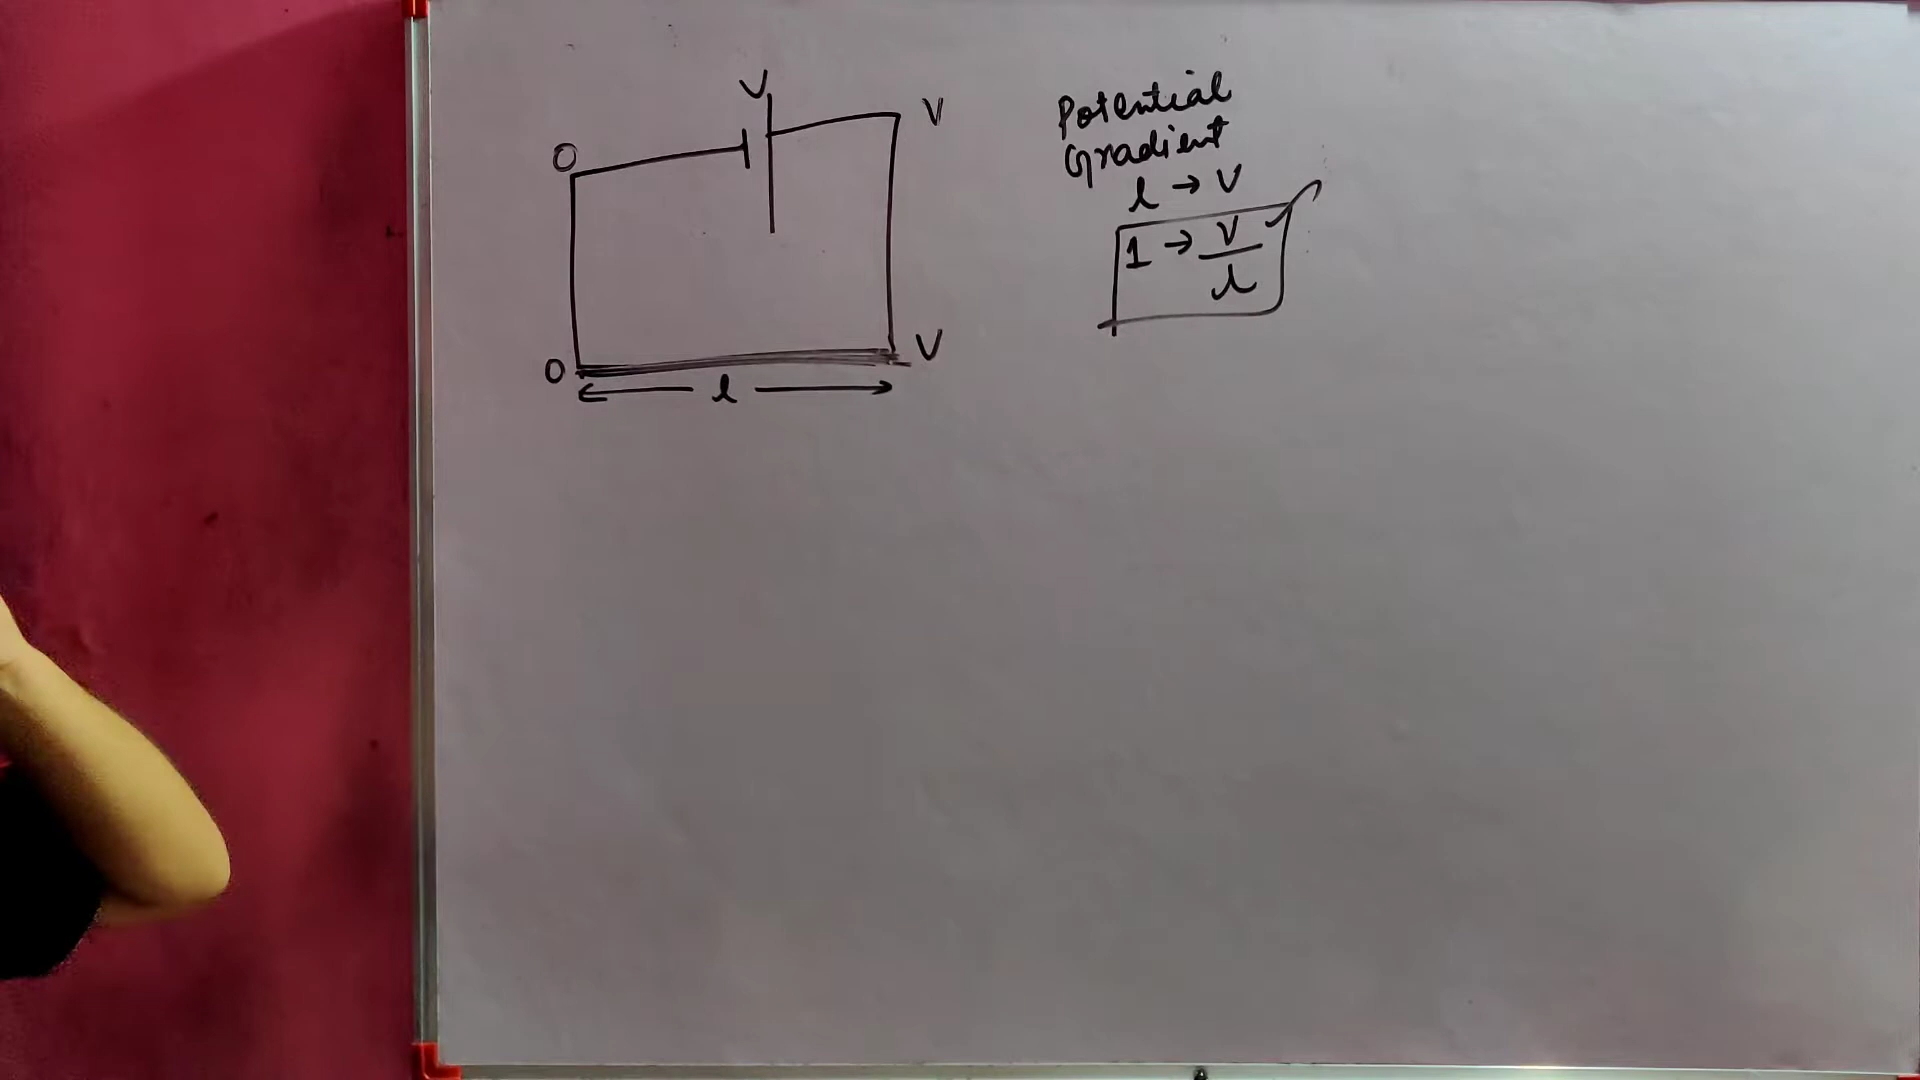 V
V
O
O
V
l
Potential
Gradient
l → V
1 → V/l